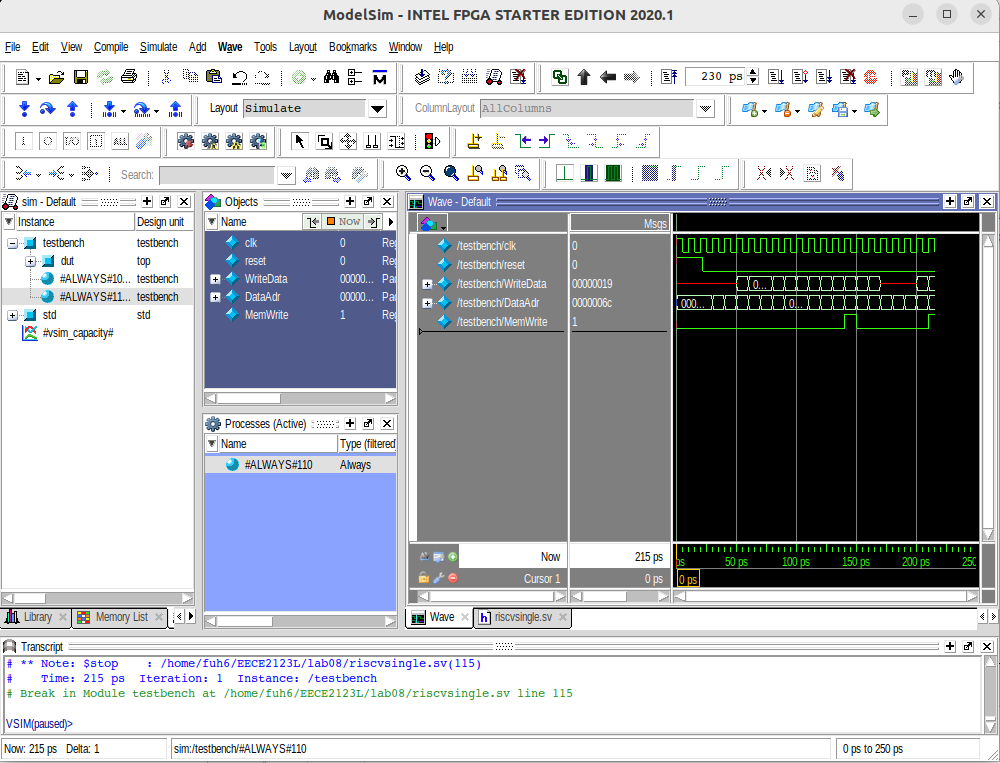 ModelSim - INTEL FPGA STARTER EDITION 2020.1
File Edit View Compile Simulate Add Wave Tools Layout Bookmarks Window Help
230 ps
Layout Simulate
ColumnLayout AllColumns
Search:
sim - Default
Instance Design unit
testbench testbench
dut top
#ALWAYS#10... testbench
#ALWAYS#11... testbench
std std
#vsim_capacity#
Library Memory List
Objects
Name Now
clk 0 Reg
reset 0 Reg
WriteData 00000... Pac
DataAdr 00000... Pac
MemWrite 1 Reg
Processes (Active)
Name Type (filtered
#ALWAYS#110 Always
Wave - Default
Msgs
/testbench/clk 0
/testbench/reset 0
/testbench/WriteData 00000019 0...
/testbench/DataAdr 0000006c 000... 0...
/testbench/MemWrite 1
Now 215 ps ps 50 ps 100 ps 150 ps 200 ps 250
Cursor 1 0 ps 0 ps
Wave riscvsingle.sv
Transcript
# ** Note: $stop    : /home/fuh6/EECE2123L/lab08/riscvsingle.sv(115)
#    Time: 215 ps  Iteration: 1  Instance: /testbench
# Break in Module testbench at /home/fuh6/EECE2123L/lab08/riscvsingle.sv line 115
VSIM(paused)>
Now: 215 ps Delta: 1 sim:/testbench/#ALWAYS#110 0 ps to 250 ps